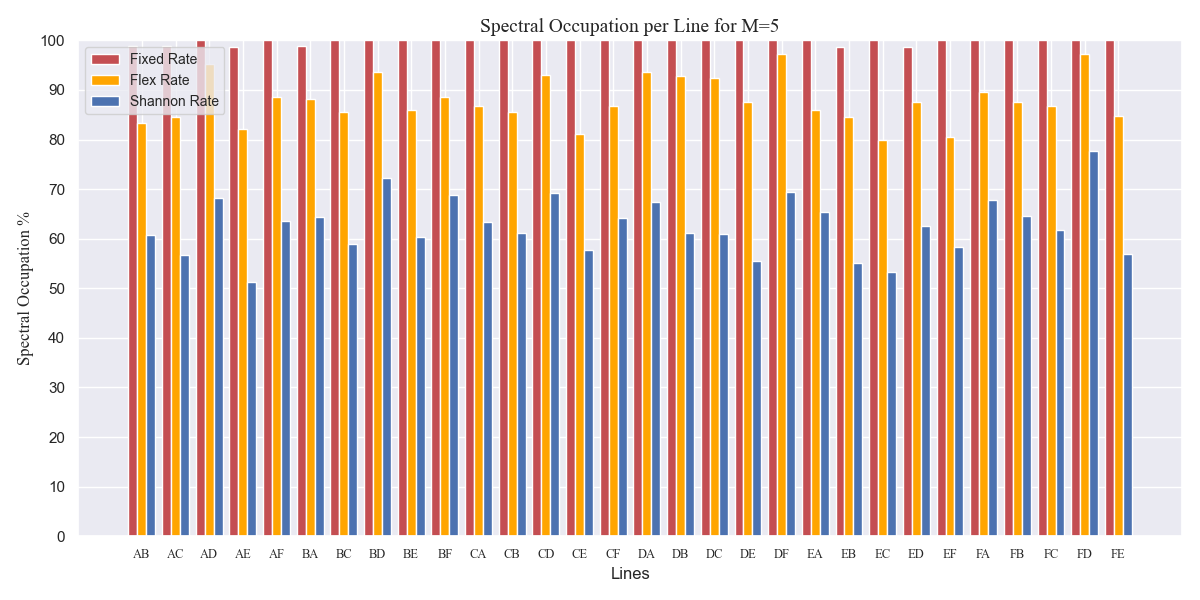 Spectral Occupation per Line for M=5
Fixed Rate
Flex Rate
Shannon Rate
Spectral Occupation %
100
90
80
70
60
50
40
30
20
10
0
AB AC AD AE AF BA BC BD BE BF CA CB CD CE CF DA DB DC DE DF EA EB EC ED EF FA FB FC FD FE
Lines